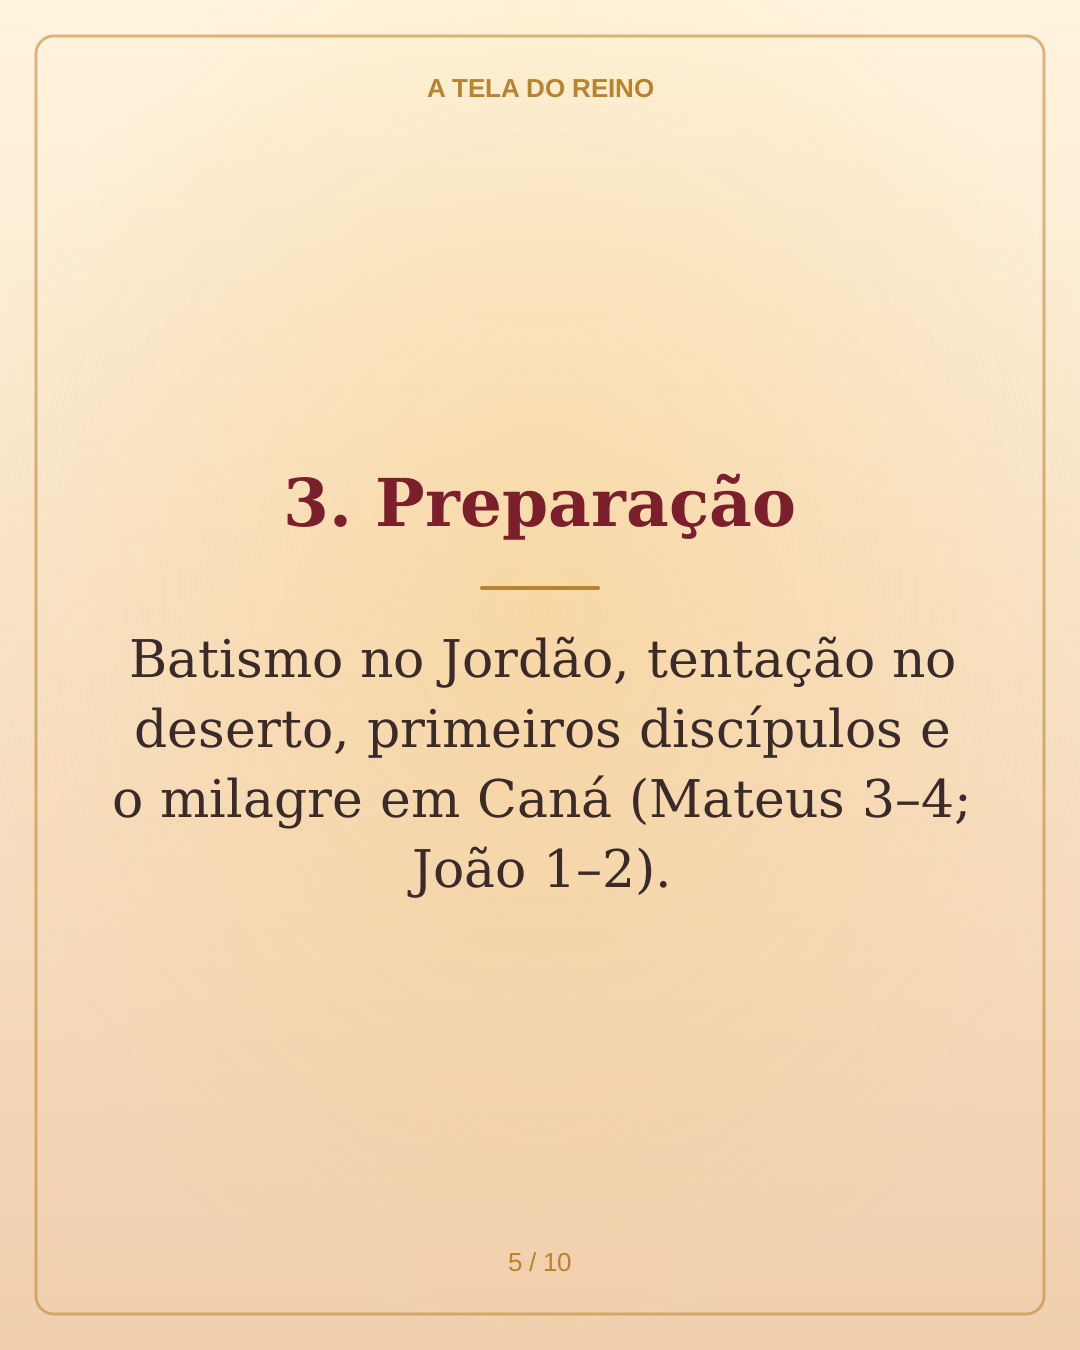 A TELA DO REINO
3. Preparação
Batismo no Jordão, tentação no
deserto, primeiros discípulos e
o milagre em Caná (Mateus 3–4;
João 1–2).
5 / 10